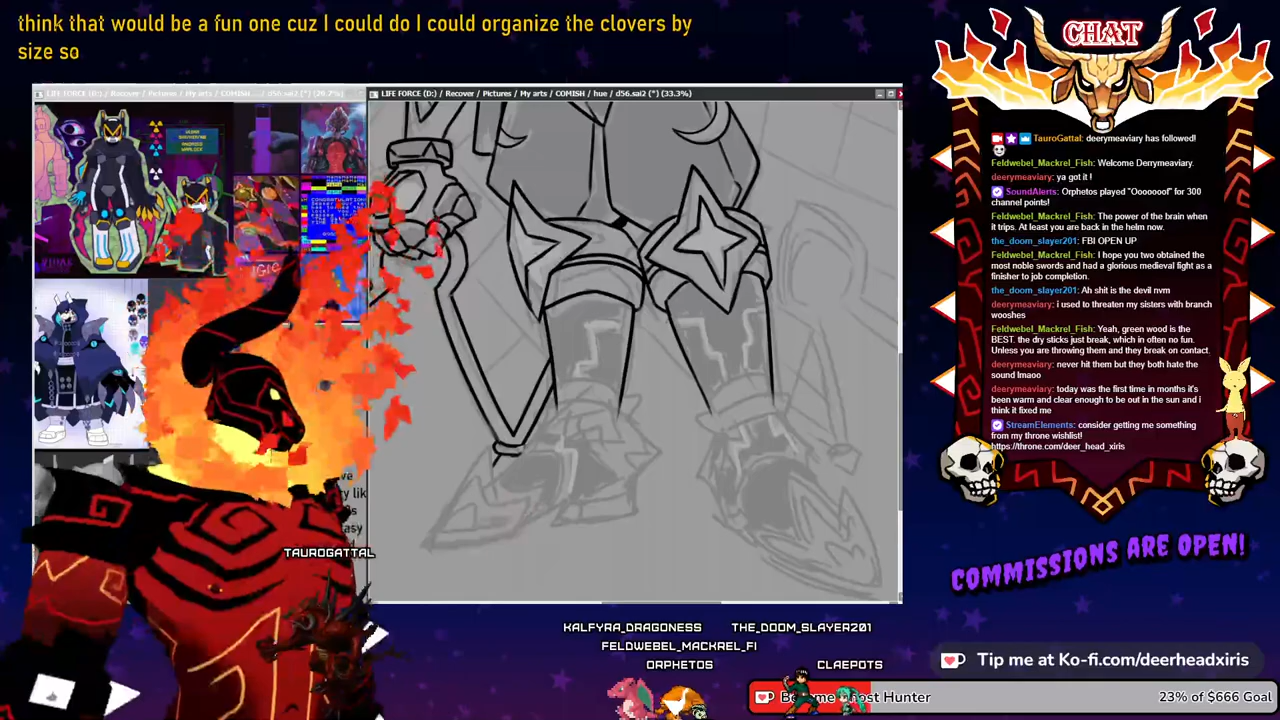 think that would be a fun one cuz I could do I could organize the clovers by
size so
LIFE FORCE (D:) / Recover / Pictures / My arts / COMISH / hue / d56.sai2 (*) (33.3%)
CHAT
TauroGattal: deerymeaviary has followed!
Feldwebel_Mackrel_Fish: Welcome Derrymeaviary.
deerymeaviary: ya got it !
SoundAlerts: Orphetos played "Ooooooof" for 300
channel points!
Feldwebel_Mackrel_Fish: The power of the brain when
it trips. At least you are back in the helm now.
the_doom_slayer201: FBI OPEN UP
Feldwebel_Mackrel_Fish: I hope you two obtained the
most noble swords and had a glorious medieval fight as a
finisher to job completion.
the_doom_slayer201: Ah shit is the devil nvm
deerymeaviary: i used to threaten my sisters with branch
wooshes
Feldwebel_Mackrel_Fish: Yeah, green wood is the
BEST. the dry sticks just break, which in often no fun.
Unless you are throwing them and they break on contact.
deerymeaviary: never hit them but they both hate the
sound lmaoo
deerymeaviary: today was the first time in months it's
been warm and clear enough to be out in the sun and i
think it fixed me
StreamElements: consider getting me something
from my throne wishlist!
https://throne.com/deer_head_xiris
COMMISSIONS ARE OPEN!
TAUROGATTAL
KALFYRA_DRAGONESS THE_DOOM_SLAYER201
FELDWEBEL_MACKREL_FI
ORPHETOS CLAEPOTS
Tip me at Ko-fi.com/deerheadxiris
Hunter
23% of $666 Goal